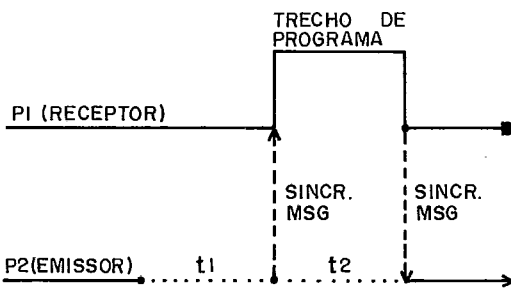 TRECHO DE
PROGRAMA
P1 (RECEPTOR)
SINCR.
MSG
SINCR.
MSG
P2(EMISSOR)
t1
t2